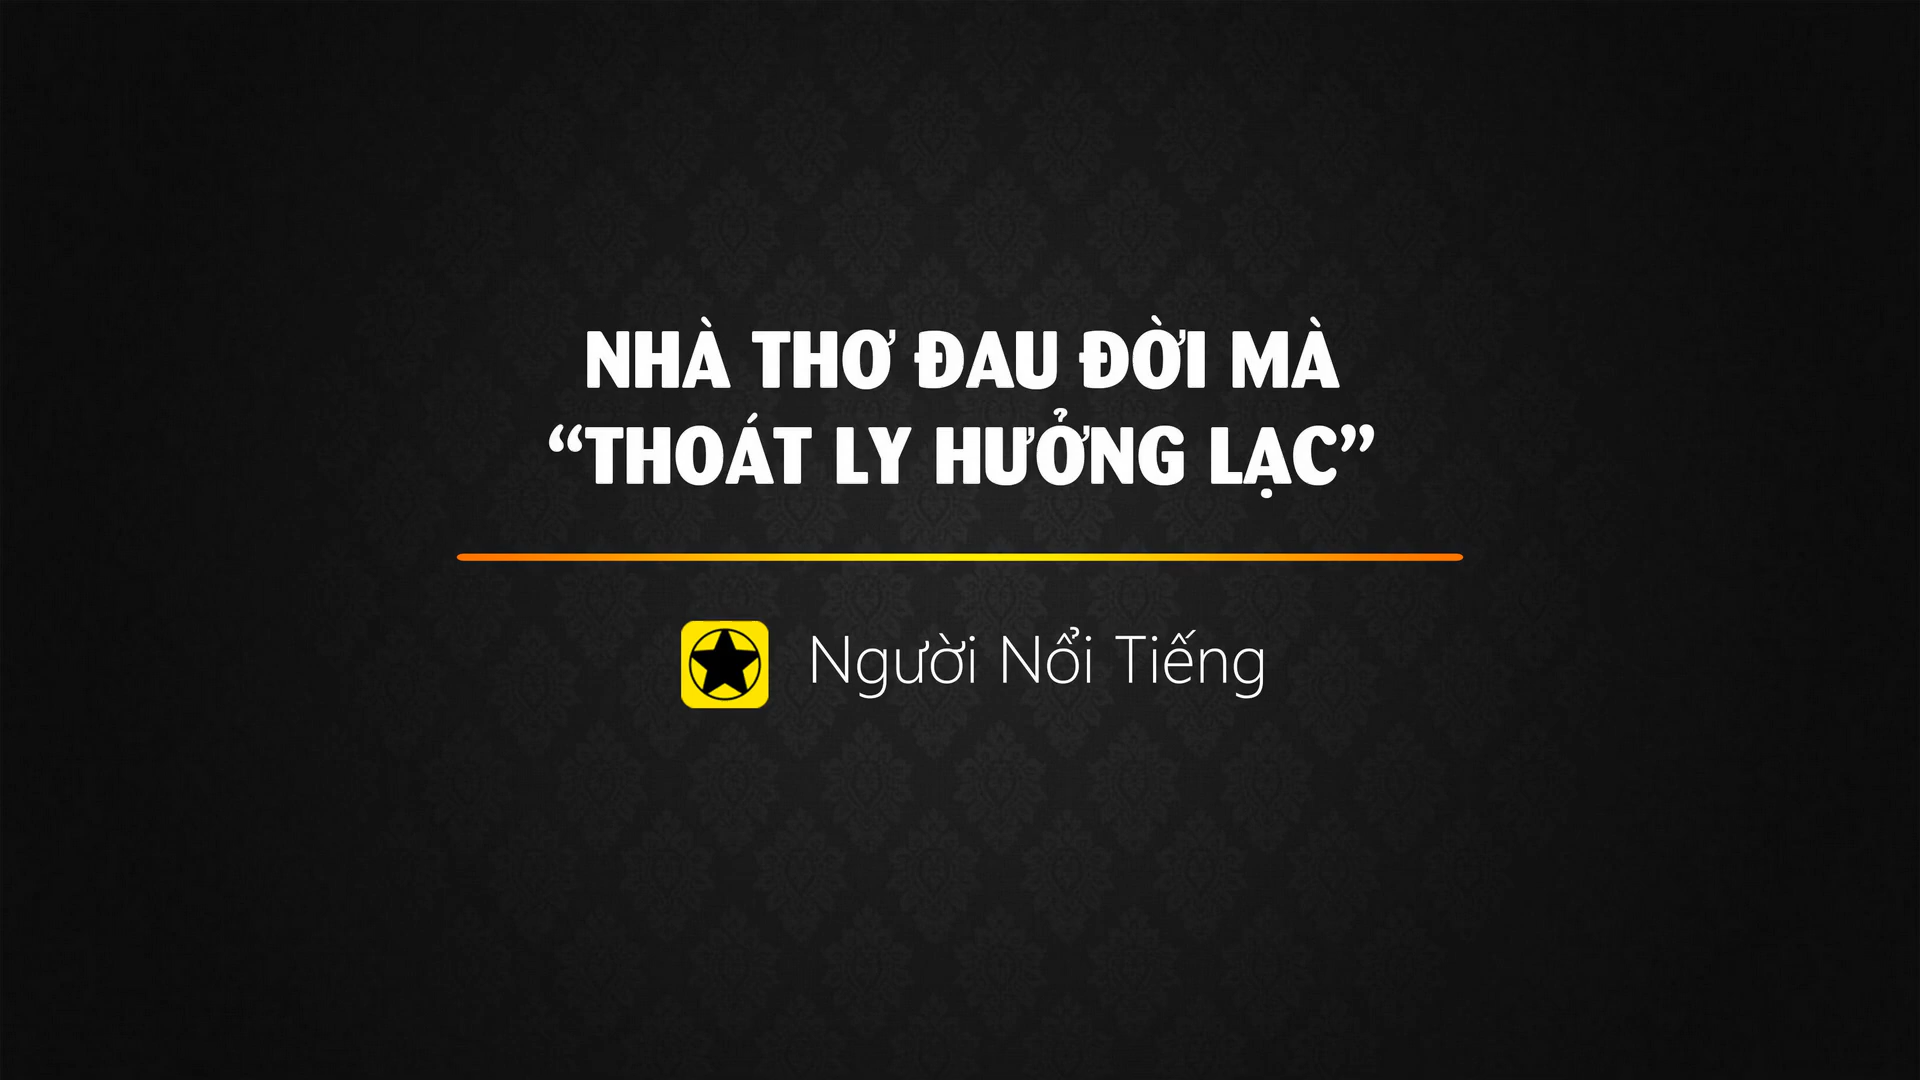 NHÀ THƠ ĐAU ĐỜI MÀ
“THOÁT LY HƯỞNG LẠC”
Người Nổi Tiếng